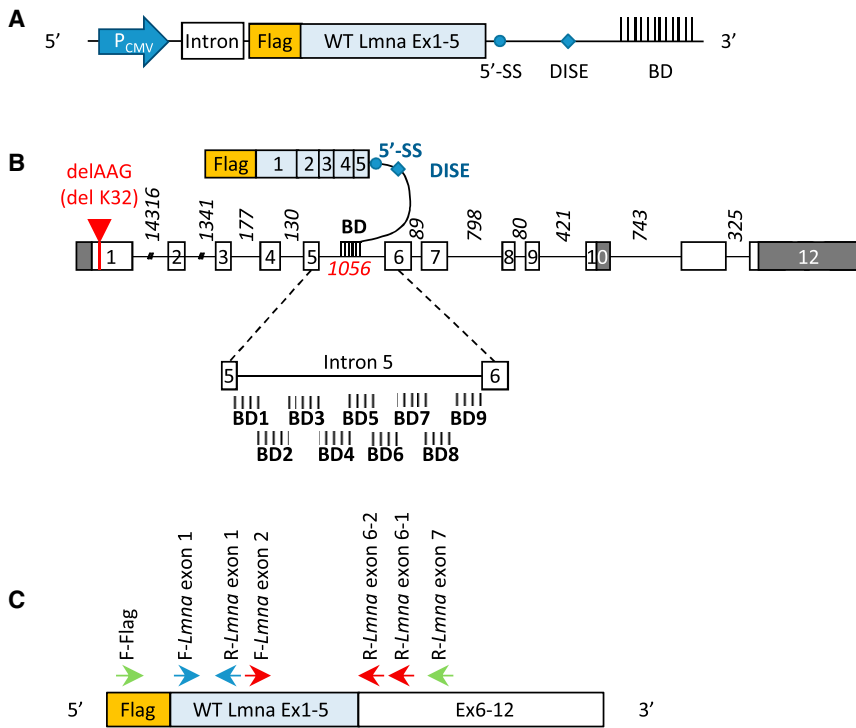 A
5’
P CMV
Intron
Flag
WT Lmna Ex1-5
3’
5’-SS
DISE
BD
B
Flag
1
2
3
4
5
5’-SS
DISE
delAAG
(del K32)
14316
1341
177
130
BD
89
798
80
421
743
325
1
2
3
4
5
1056
6
7
8
9
10
12
5
Intron 5
6
BD1
BD3
BD5
BD7
BD9
BD2
BD4
BD6
BD8
C
F-Flag
F-Lmna exon 1
R-Lmna exon 1
F-Lmna exon 2
R-Lmna exon 6-2
R-Lmna exon 6-1
R-Lmna exon 7
5’
Flag
WT Lmna Ex1-5
Ex6-12
3’